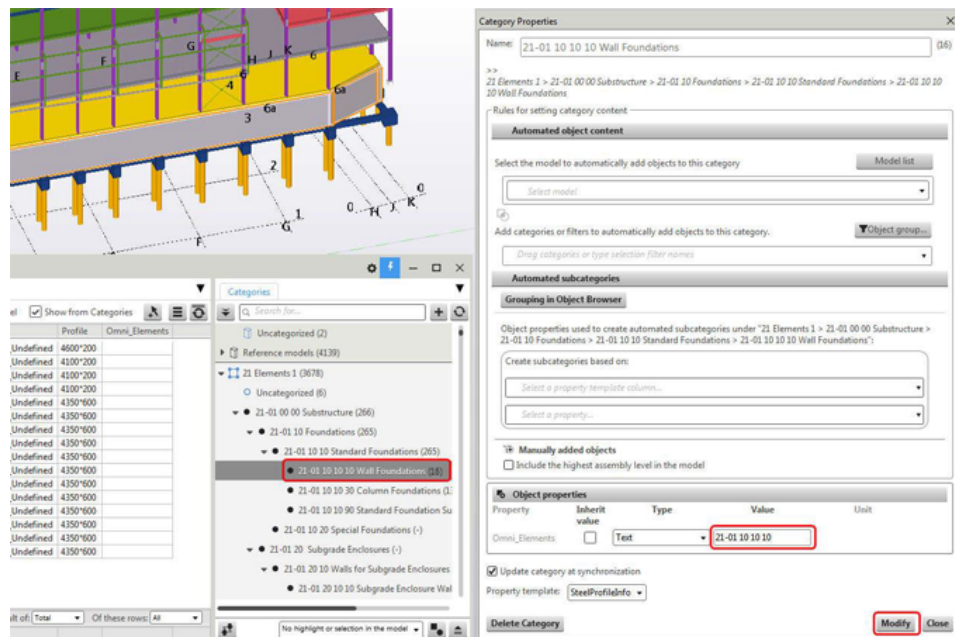 G
H
J
K
6
F
E
6
4
6a
6a
3
2
0
1
0
H
J
K
G
F
Show from Categories
Profile Omni_Elements
Undefined 4600*200
Undefined 4100*200
Undefined 4100*200
Undefined 4100*200
Undefined 4350*600
Undefined 4350*600
Undefined 4350*600
Undefined 4350*600
Undefined 4350*600
Undefined 4350*600
Undefined 4350*600
Undefined 4350*600
Undefined 4350*600
Undefined 4350*600
Undefined 4350*600
Undefined 4350*600
ult of: Total Of these rows: All
Categories
Search for...
Uncategorized (2)
Reference models (4139)
21 Elements 1 (3678)
Uncategorized (6)
21-01 00 00 Substructure (266)
21-01 10 Foundations (265)
21-01 10 10 Standard Foundations (265)
21-01 10 10 10 Wall Foundations (16)
21-01 10 10 30 Column Foundations (1
21-01 10 10 90 Standard Foundation Su
21-01 10 20 Special Foundations (-)
21-01 20 Subgrade Enclosures (-)
21-01 20 10 Walls for Subgrade Enclosures
21-01 20 10 10 Subgrade Enclosure Wal
No highlight or selection in the model
Category Properties
Name: 21-01 10 10 10 Wall Foundations (16)
>>
21 Elements 1 > 21-01 00 00 Substructure > 21-01 10 Foundations > 21-01 10 10 Standard Foundations > 21-01 10 10
10 Wall Foundations
Rules for setting category content
Automated object content
Select the model to automatically add objects to this category Model list
Select model
Add categories or filters to automatically add objects to this category. Object group...
Drag categories or type selection filter names
Automated subcategories
Grouping in Object Browser
Object properties used to create automated subcategories under "21 Elements 1 > 21-01 00 00 Substructure >
21-01 10 Foundations > 21-01 10 10 Standard Foundations > 21-01 10 10 10 Wall Foundations":
Create subcategories based on:
Select a property template column...
Select a property...
Manually added objects
Include the highest assembly level in the model
Object properties
Property Inherit value Type Value Unit
Omni_Elements Text 21-01 10 10 10
Update category at synchronization
Property template: SteelProfileInfo
Delete Category Modify Close